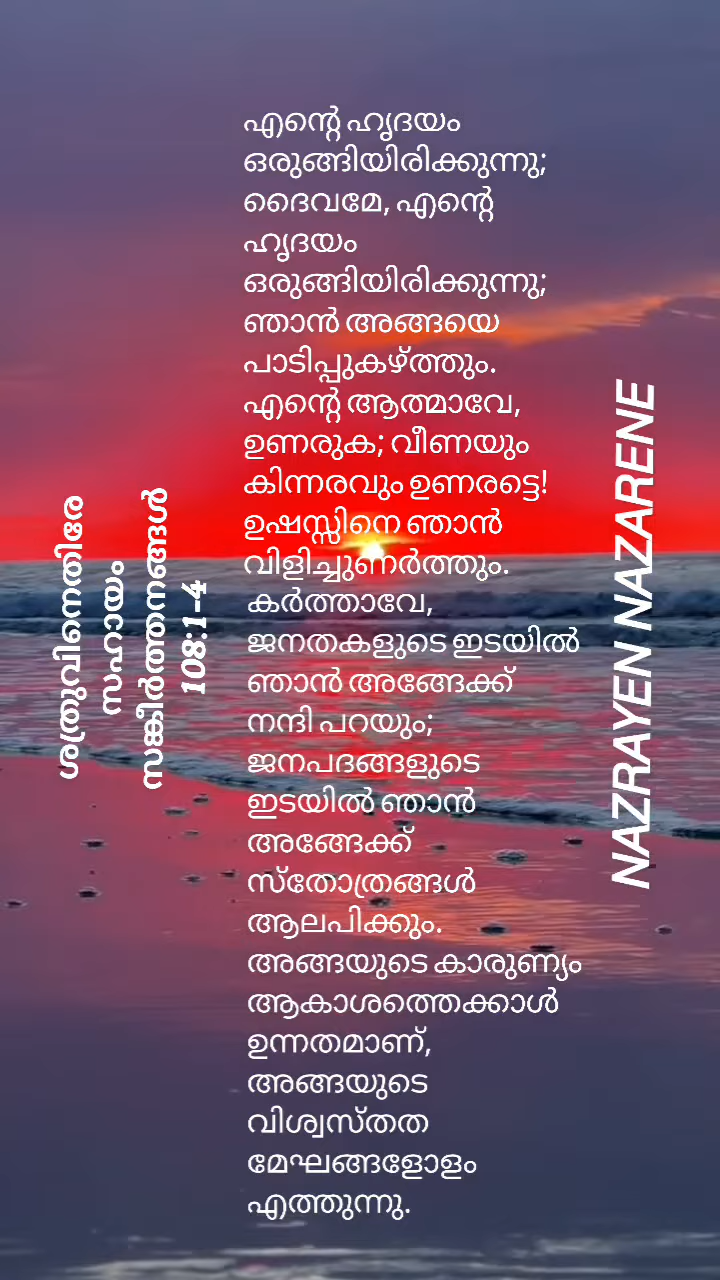 എന്റെ ഹൃദയം
ഒരുങ്ങിയിരിക്കുന്നു;
ദൈവമേ, എന്റെ
ഹൃദയം
ഒരുങ്ങിയിരിക്കുന്നു;
ഞാൻ അങ്ങയെ
പാടിപ്പുകഴ്ത്തും.
എന്റെ ആത്മാവേ,
ഉണരുക; വീണയും
കിന്നരവും ഉണരട്ടെ!
ഉഷസ്സിനെ ഞാൻ
വിളിച്ചുണർത്തും.
കർത്താവേ,
ജനതകളുടെ ഇടയിൽ
ഞാൻ അങ്ങേക്ക്
നന്ദി പറയും;
ജനപദങ്ങളുടെ
ഇടയിൽ ഞാൻ
അങ്ങേക്ക്
സ്തോത്രങ്ങൾ
ആലപിക്കും.
അങ്ങയുടെ കാരുണ്യം
ആകാശത്തെക്കാൾ
ഉന്നതമാണ്,
അങ്ങയുടെ
വിശ്വസ്തത
മേഘങ്ങളോളം
എത്തുന്നു.
ശത്രുവിനെതിരേ
സഹായം
സങ്കീർത്തനങ്ങൾ
108:1-4
NAZRAYEN NAZARENE